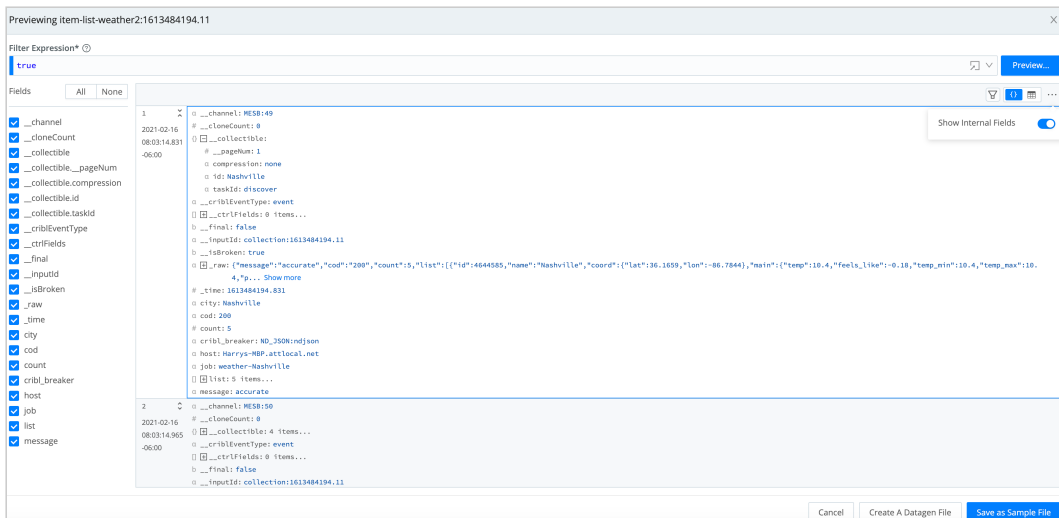 Previewing item-list-weather2:1613484194.11
Filter Expression*
true
Preview...
Fields
All
None
Show Internal Fields
__channel
__cloneCount
__collectible
__collectible.__pageNum
__collectible.compression
__collectible.id
__collectible.taskId
__criblEventType
__ctrlFields
__final
__inputId
__isBroken
_raw
_time
city
cod
count
cribl_breaker
host
job
list
message
1
2021-02-16
08:03:14.831
-06:00
α __channel: MESB:49
# __cloneCount: 0
{} __collectible:
# __pageNum: 1
α compression: none
α id: Nashville
α taskId: discover
α __criblEventType: event
[] __ctrlFields: 0 items...
b __final: false
α __inputId: collection:1613484194.11
b __isBroken: true
α _raw: {"message":"accurate","cod":"200","count":5,"list":[{"id":4644585,"name":"Nashville","coord":{"lat":36.1659,"lon":-86.7844},"main":{"temp":10.4,"feels_like":-0.18,"temp_min":10.4,"temp_max":10.
4,"p... Show more
# _time: 1613484194.831
α city: Nashville
α cod: 200
# count: 5
α cribl_breaker: ND_JSON:ndjson
α host: Harrys-MBP.attlocal.net
α job: weather-Nashville
[] list: 5 items...
α message: accurate
2
2021-02-16
08:03:14.965
-06:00
α __channel: MESB:50
# __cloneCount: 0
{} __collectible: 4 items...
α __criblEventType: event
[] __ctrlFields: 0 items...
b __final: false
α __inputId: collection:1613484194.11
Cancel
Create A Datagen File
Save as Sample File